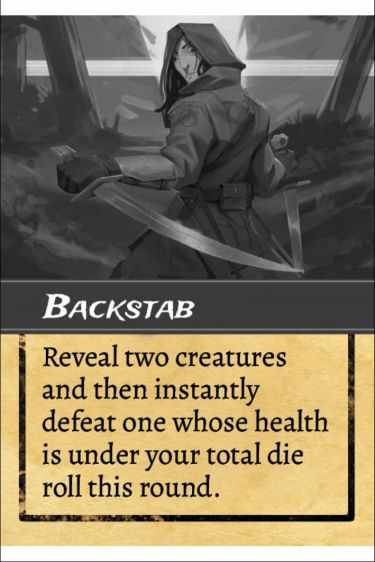 Backstab
Reveal two creatures
and then instantly
defeat one whose health
is under your total die
roll this round.